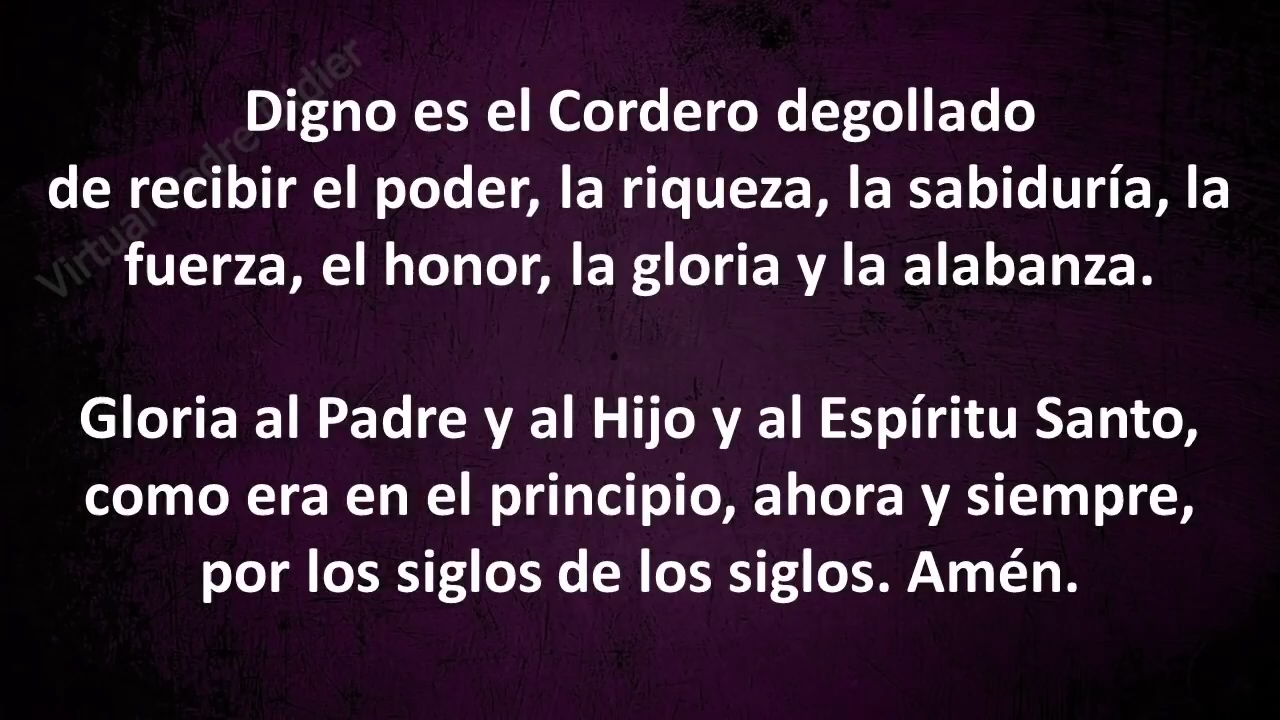 Digno es el Cordero degollado
de recibir el poder, la riqueza, la sabiduría, la
fuerza, el honor, la gloria y la alabanza.
Gloria al Padre y al Hijo y al Espíritu Santo,
como era en el principio, ahora y siempre,
por los siglos de los siglos. Amén.
Virtual